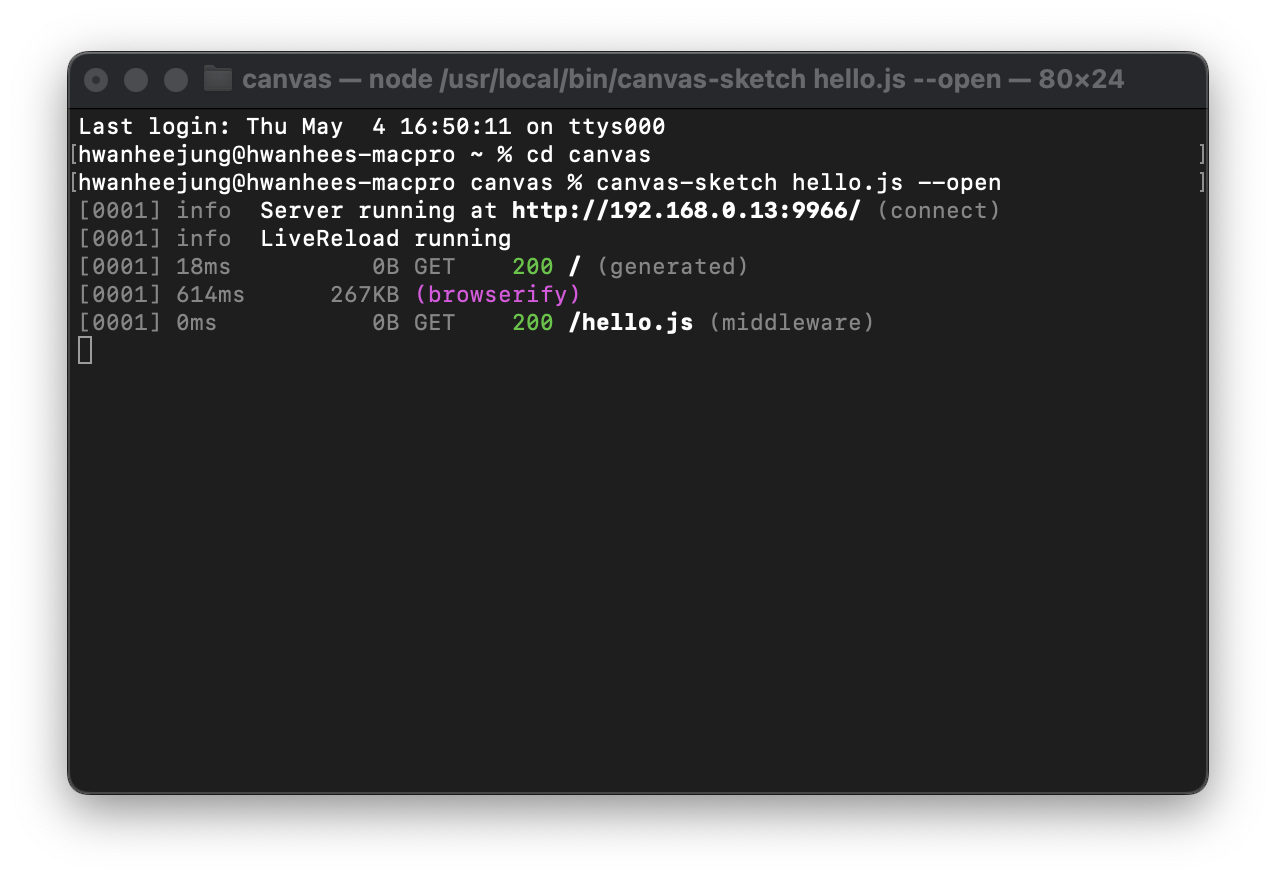 canvas — node /usr/local/bin/canvas-sketch hello.js --open — 80×24
Last login: Thu May  4 16:50:11 on ttys000
[hwanheejung@hwanhees-macpro ~ % cd canvas ]
[hwanheejung@hwanhees-macpro canvas % canvas-sketch hello.js --open ]
[0001] info  Server running at http://192.168.0.13:9966/ (connect)
[0001] info  LiveReload running
[0001] 18ms          0B GET    200 / (generated)
[0001] 614ms      267KB (browserify)
[0001] 0ms           0B GET    200 /hello.js (middleware)